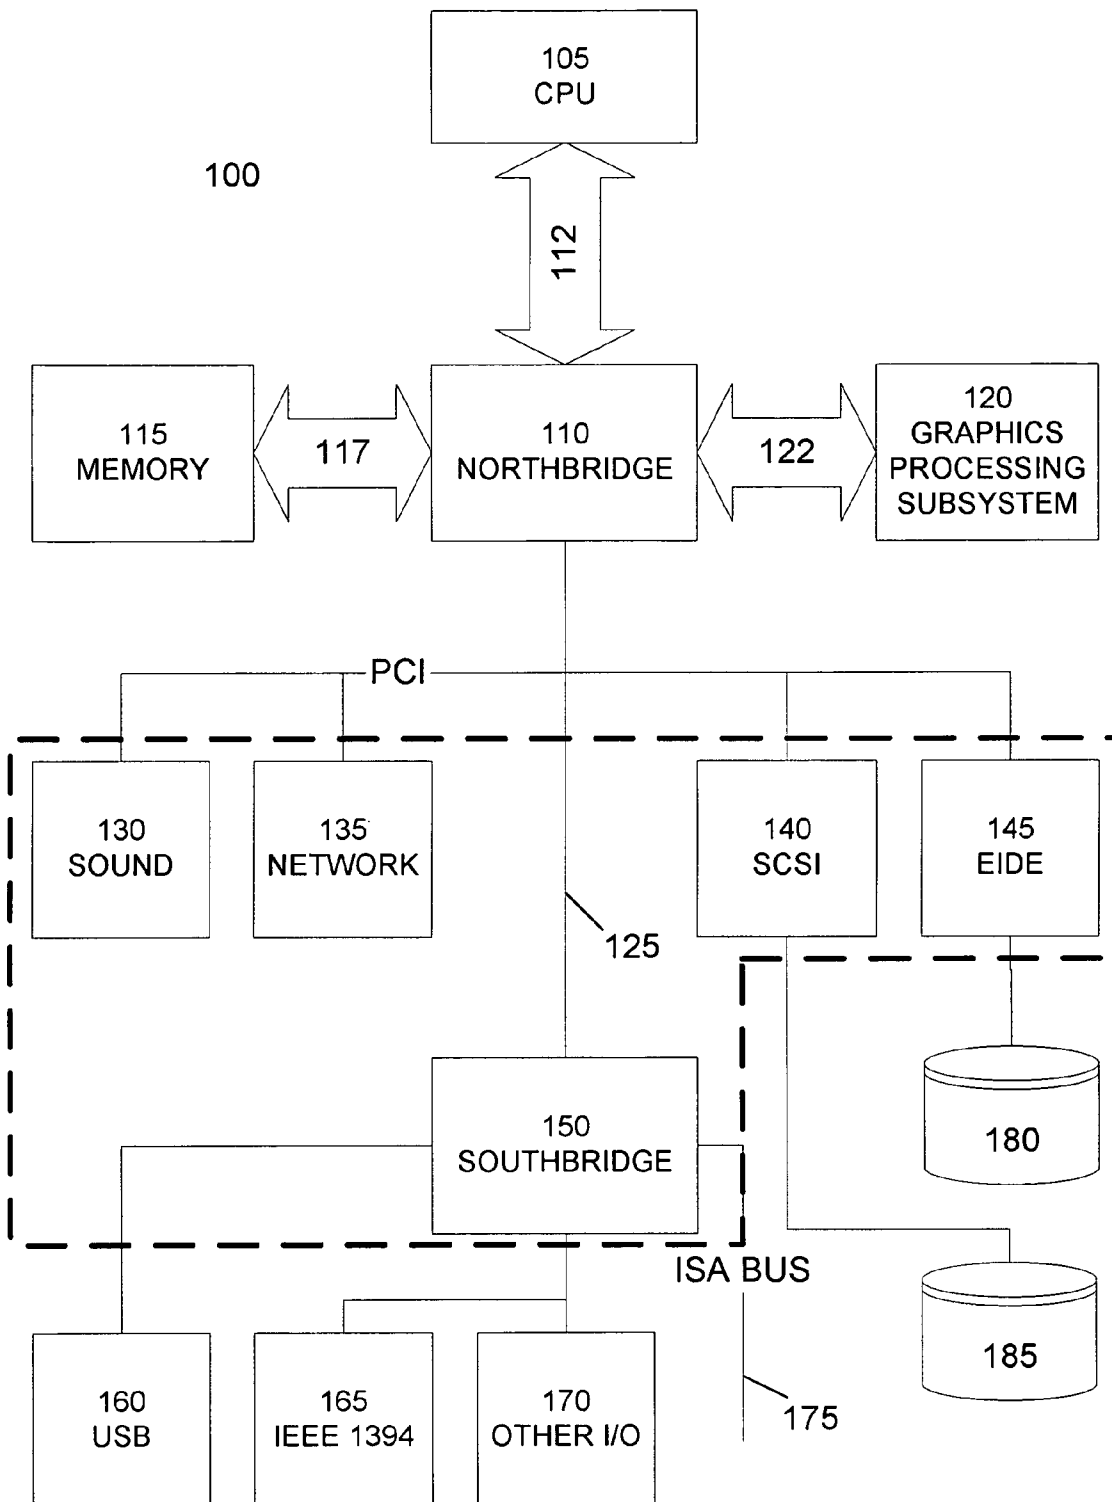 105
CPU
100
112
115
MEMORY
117
110
NORTHBRIDGE
122
120
GRAPHICS
PROCESSING
SUBSYSTEM
PCI
130
SOUND
135
NETWORK
140
SCSI
145
EIDE
125
150
SOUTHBRIDGE
180
ISA BUS
185
160
USB
165
IEEE 1394
170
OTHER I/O
175